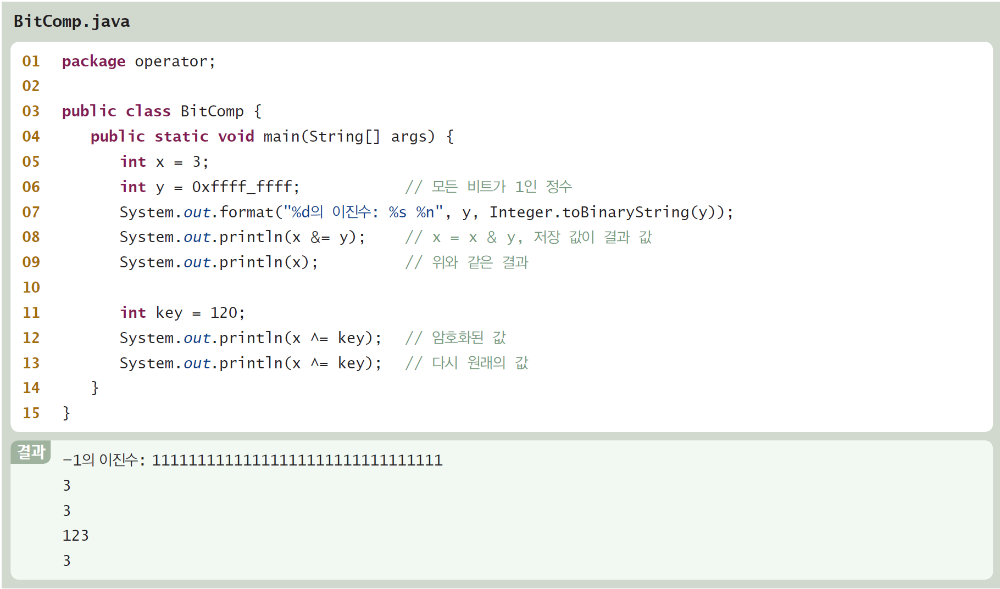 BitComp.java
01 package operator;
02
03 public class BitComp {
04 public static void main(String[] args) {
05 int x = 3;
06 int y = 0xffff_ffff; // 모든 비트가 1인 정수
07 System.out.format("%d의 이진수: %s %n", y, Integer.toBinaryString(y));
08 System.out.println(x &= y); // x = x & y, 저장 값이 결과 값
09 System.out.println(x); // 위와 같은 결과
10
11 int key = 120;
12 System.out.println(x ^= key); // 암호화된 값
13 System.out.println(x ^= key); // 다시 원래의 값
14 }
15 }
결과
-1의 이진수: 11111111111111111111111111111111
3
3
123
3